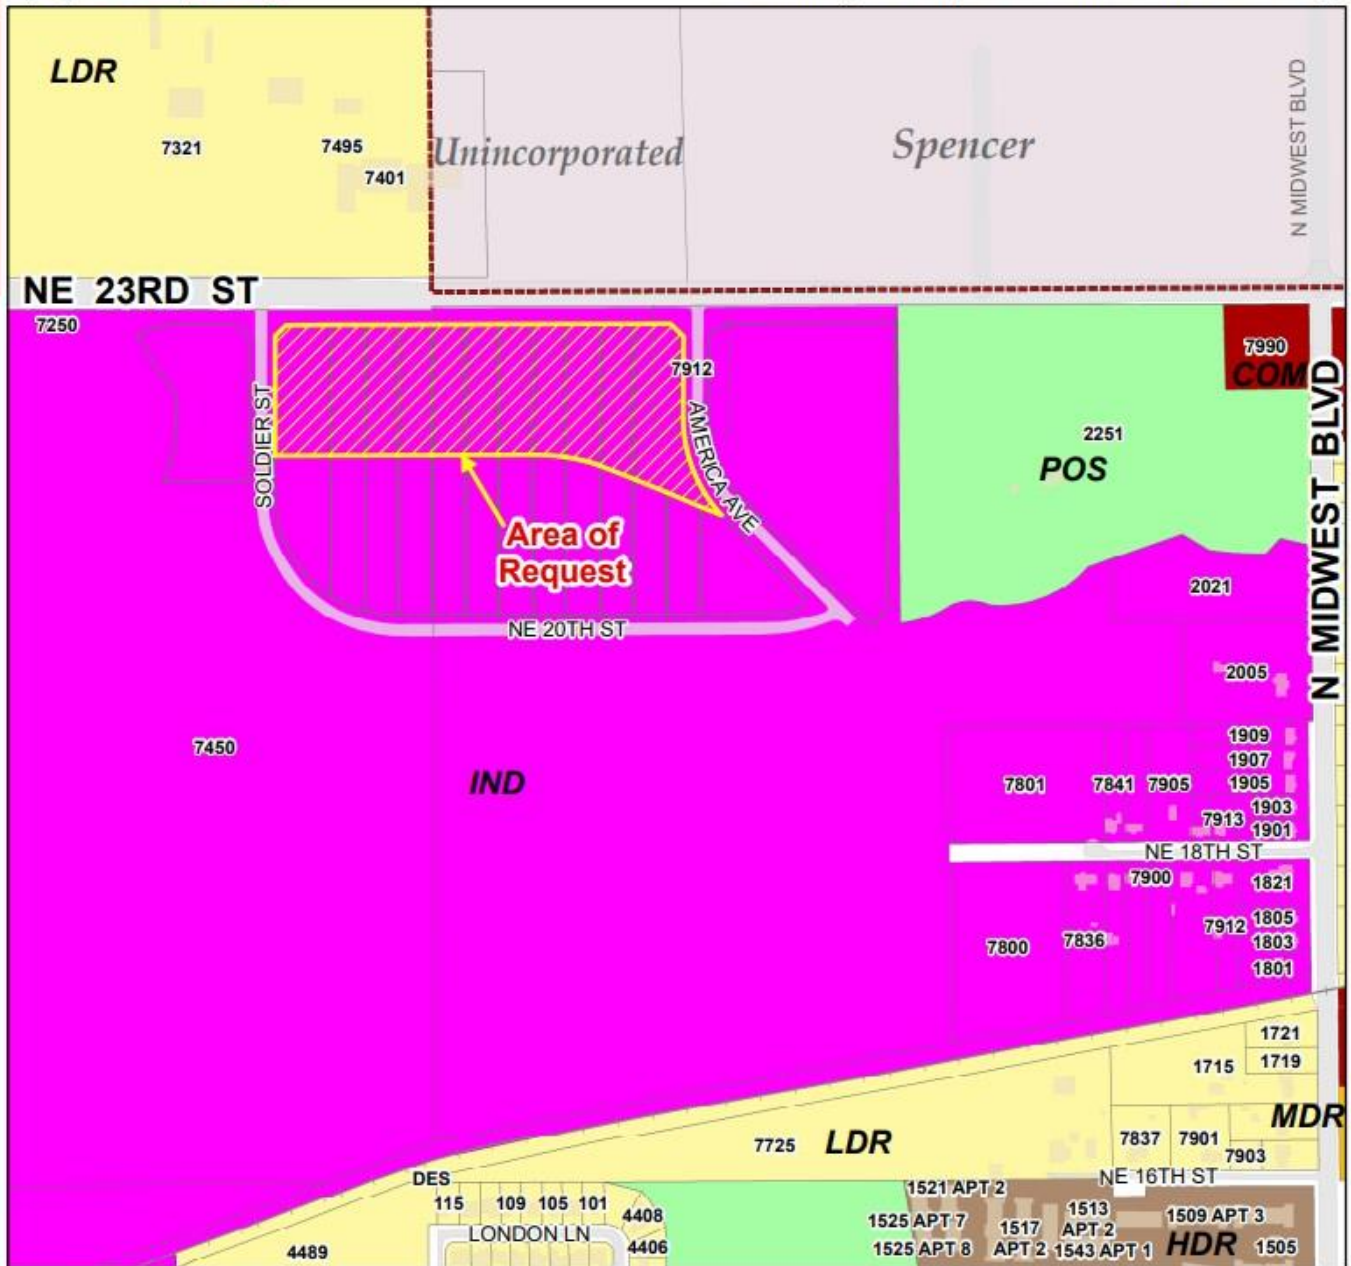 LDR
7321
7495
7401
Unincorporated
Spencer
N MIDWEST BLVD
NE 23RD ST
7250
SOLDIER ST
7912
AMERICA AVE
7990
COM
2251
POS
N MIDWEST BLVD
Area of
Request
NE 20TH ST
2021
2005
7450
IND
1909
1907
1905
1903
1901
7801
7841
7905
7913
NE 18TH ST
7900
1821
1805
1803
1801
7912
7800
7836
1721
1719
1715
MDR
7725
LDR
7837
7901
7903
NE 16TH ST
DES
115
109
105
101
LONDON LN
4408
4406
4489
1521 APT 2
1525 APT 7
1525 APT 8
1517
APT 2
1513
APT 2
1543 APT 1
1509 APT 3
HDR
1505